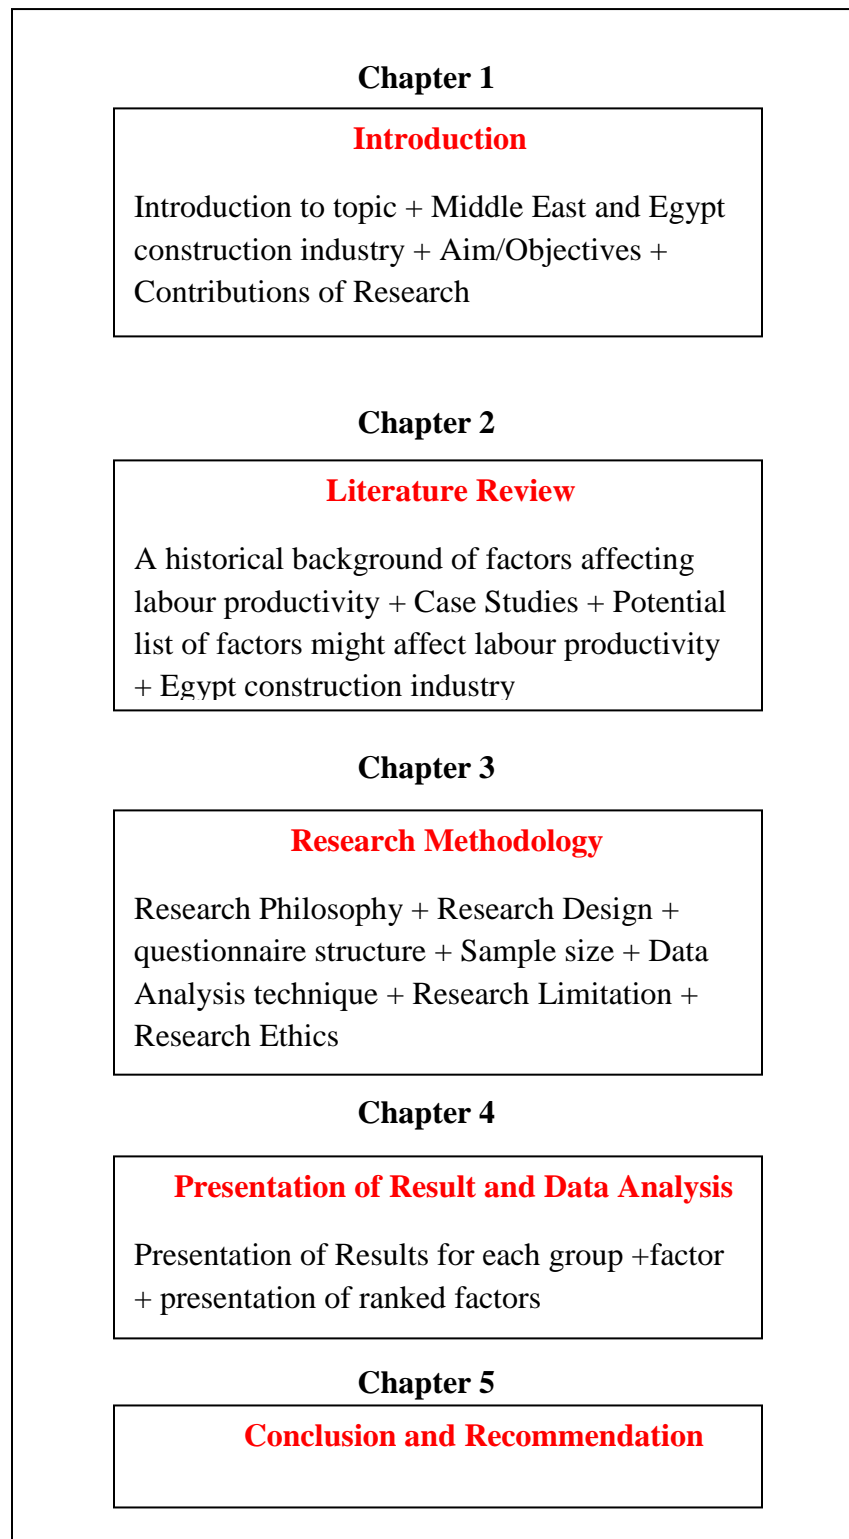 Chapter 1
Introduction
Introduction to topic + Middle East and Egypt
construction industry + Aim/Objectives +
Contributions of Research
Chapter 2
Literature Review
A historical background of factors affecting
labour productivity + Case Studies + Potential
list of factors might affect labour productivity
+ Egypt construction industry
Chapter 3
Research Methodology
Research Philosophy + Research Design +
questionnaire structure + Sample size + Data
Analysis technique + Research Limitation +
Research Ethics
Chapter 4
Presentation of Result and Data Analysis
Presentation of Results for each group +factor
+ presentation of ranked factors
Chapter 5
Conclusion and Recommendation